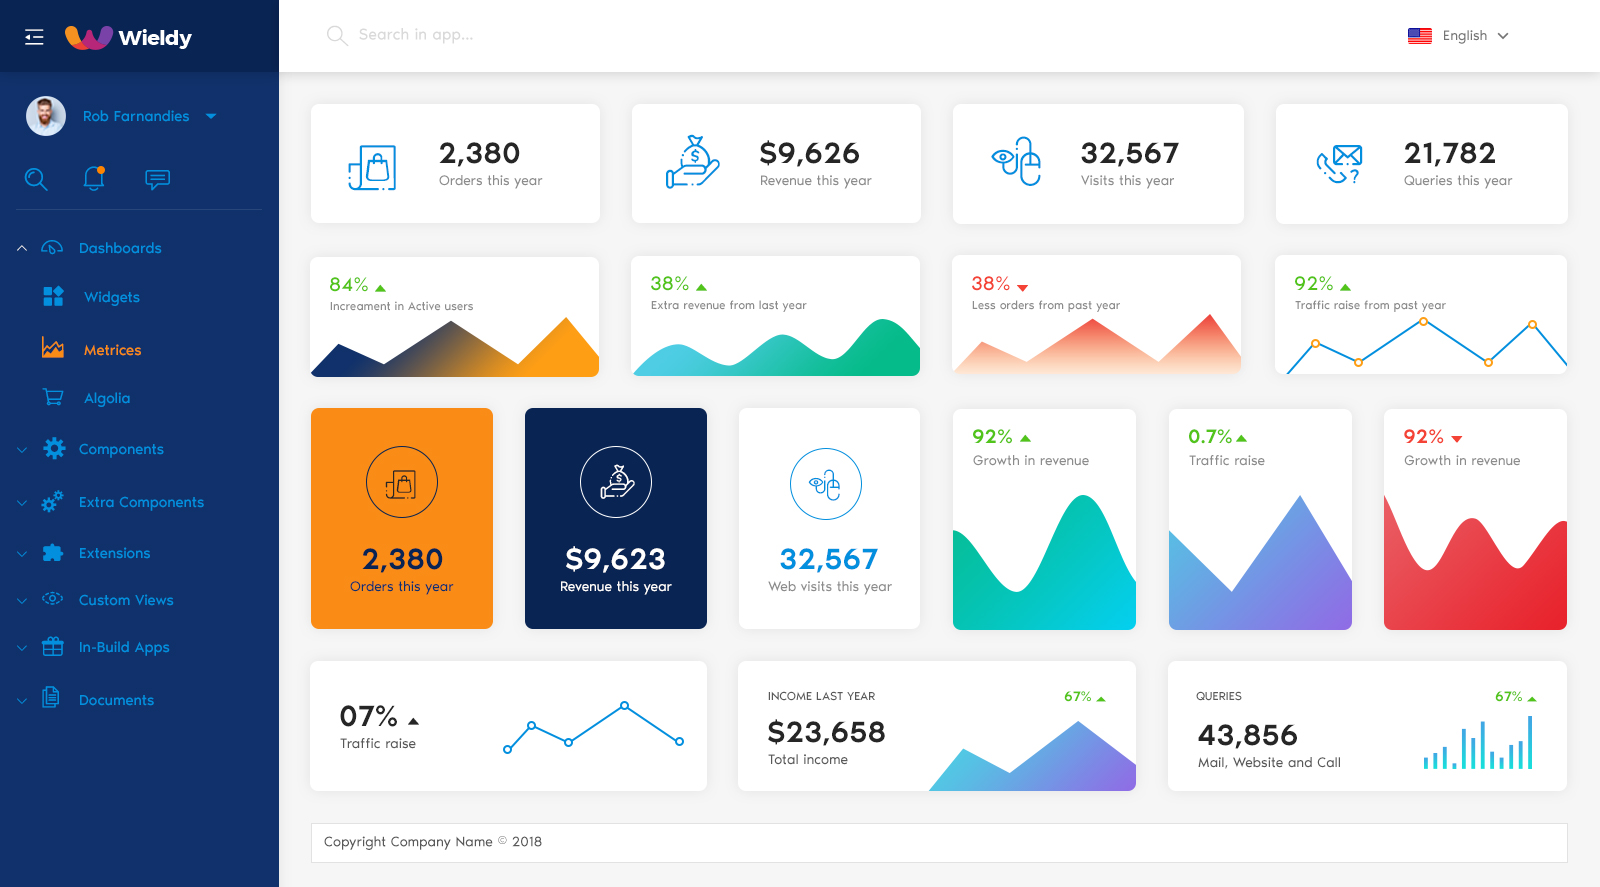 Wieldy
Search in app...
English
Rob Farnandies
Dashboards
Widgets
Metrices
Algolia
Components
Extra Components
Extensions
Custom Views
In-Build Apps
Documents
2,380
Orders this year
$9,626
Revenue this year
32,567
Visits this year
21,782
Queries this year
84%
Increament in Active users
38%
Extra revenue from last year
38%
Less orders from past year
92%
Traffic raise from past year
2,380
Orders this year
$9,623
Revenue this year
32,567
Web visits this year
92%
Growth in revenue
0.7%
Traffic raise
92%
Growth in revenue
07%
Traffic raise
INCOME LAST YEAR
67%
$23,658
Total income
QUERIES
67%
43,856
Mail, Website and Call
Copyright Company Name © 2018